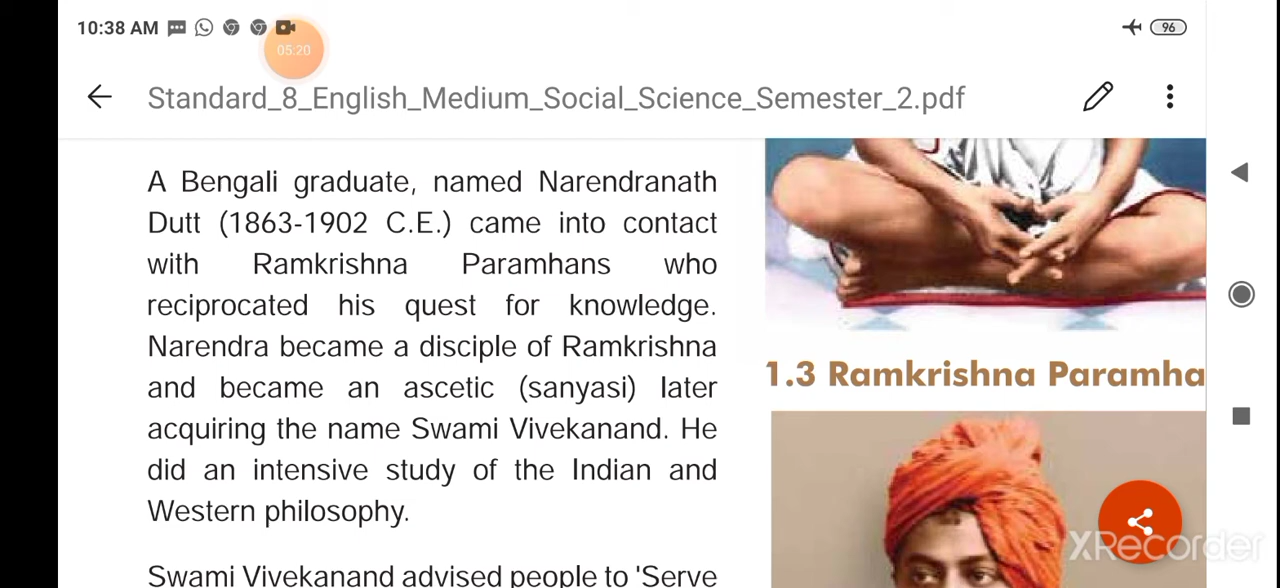 10:38 AM
96
05:20
Standard_8_English_Medium_Social_Science_Semester_2.pdf
A Bengali graduate, named Narendranath
Dutt (1863-1902 C.E.) came into contact
with Ramkrishna Paramhans who
reciprocated his quest for knowledge.
Narendra became a disciple of Ramkrishna
and became an ascetic (sanyasi) later
acquiring the name Swami Vivekanand. He
did an intensive study of the Indian and
Western philosophy.
Swami Vivekanand advised people to 'Serve
1.3 Ramkrishna Paramha
XRecorder